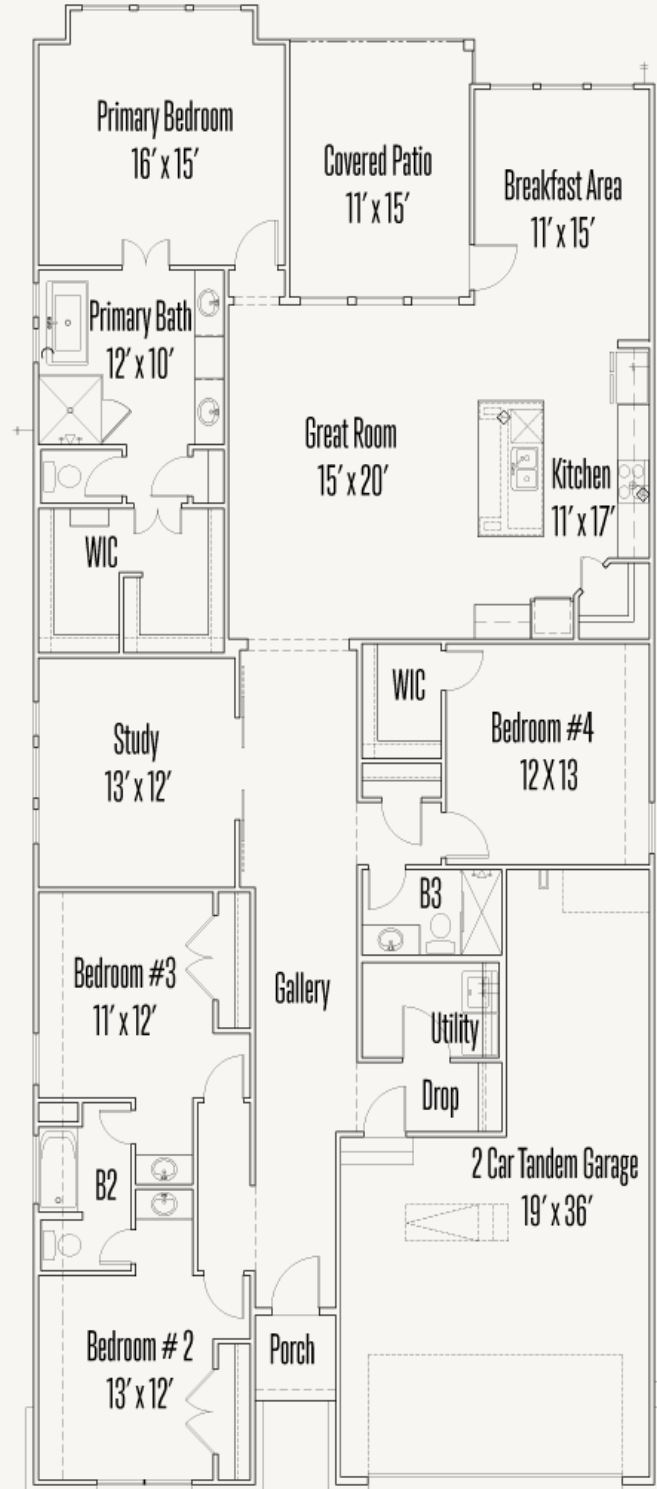 Primary Bedroom
16' x 15'
Covered Patio
11' x 15'
Breakfast Area
11' x 15'
Primary Bath
12' x 10'
Great Room
15' x 20'
Kitchen
11' x 17'
WIC
WIC
Study
13' x 12'
Bedroom #4
12 X 13
B3
Bedroom #3
11' x 12'
Gallery
Utility
Drop
B2
2 Car Tandem Garage
19' x 36'
Bedroom # 2
13' x 12'
Porch